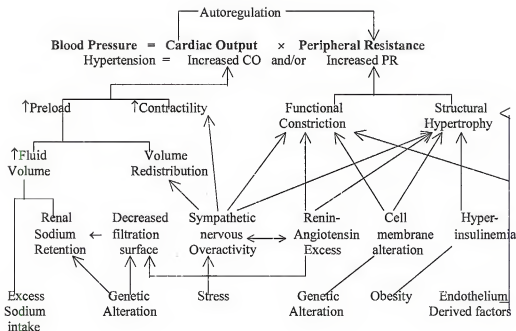 Autoregulation
Blood Pressure = Cardiac Output × Peripheral Resistance
Hypertension = Increased CO and/or Increased PR
↑Preload ↑Contractility Functional Constriction Structural Hypertrophy
↑Fluid Volume Volume Redistribution
Renal Sodium Retention ← Decreased filtration surface Sympathetic nervous Overactivity Renin-Angiotensin Excess Cell membrane alteration Hyper-insulinemia
Excess Sodium intake Genetic Alteration Stress Genetic Alteration Obesity Endothelium Derived factors